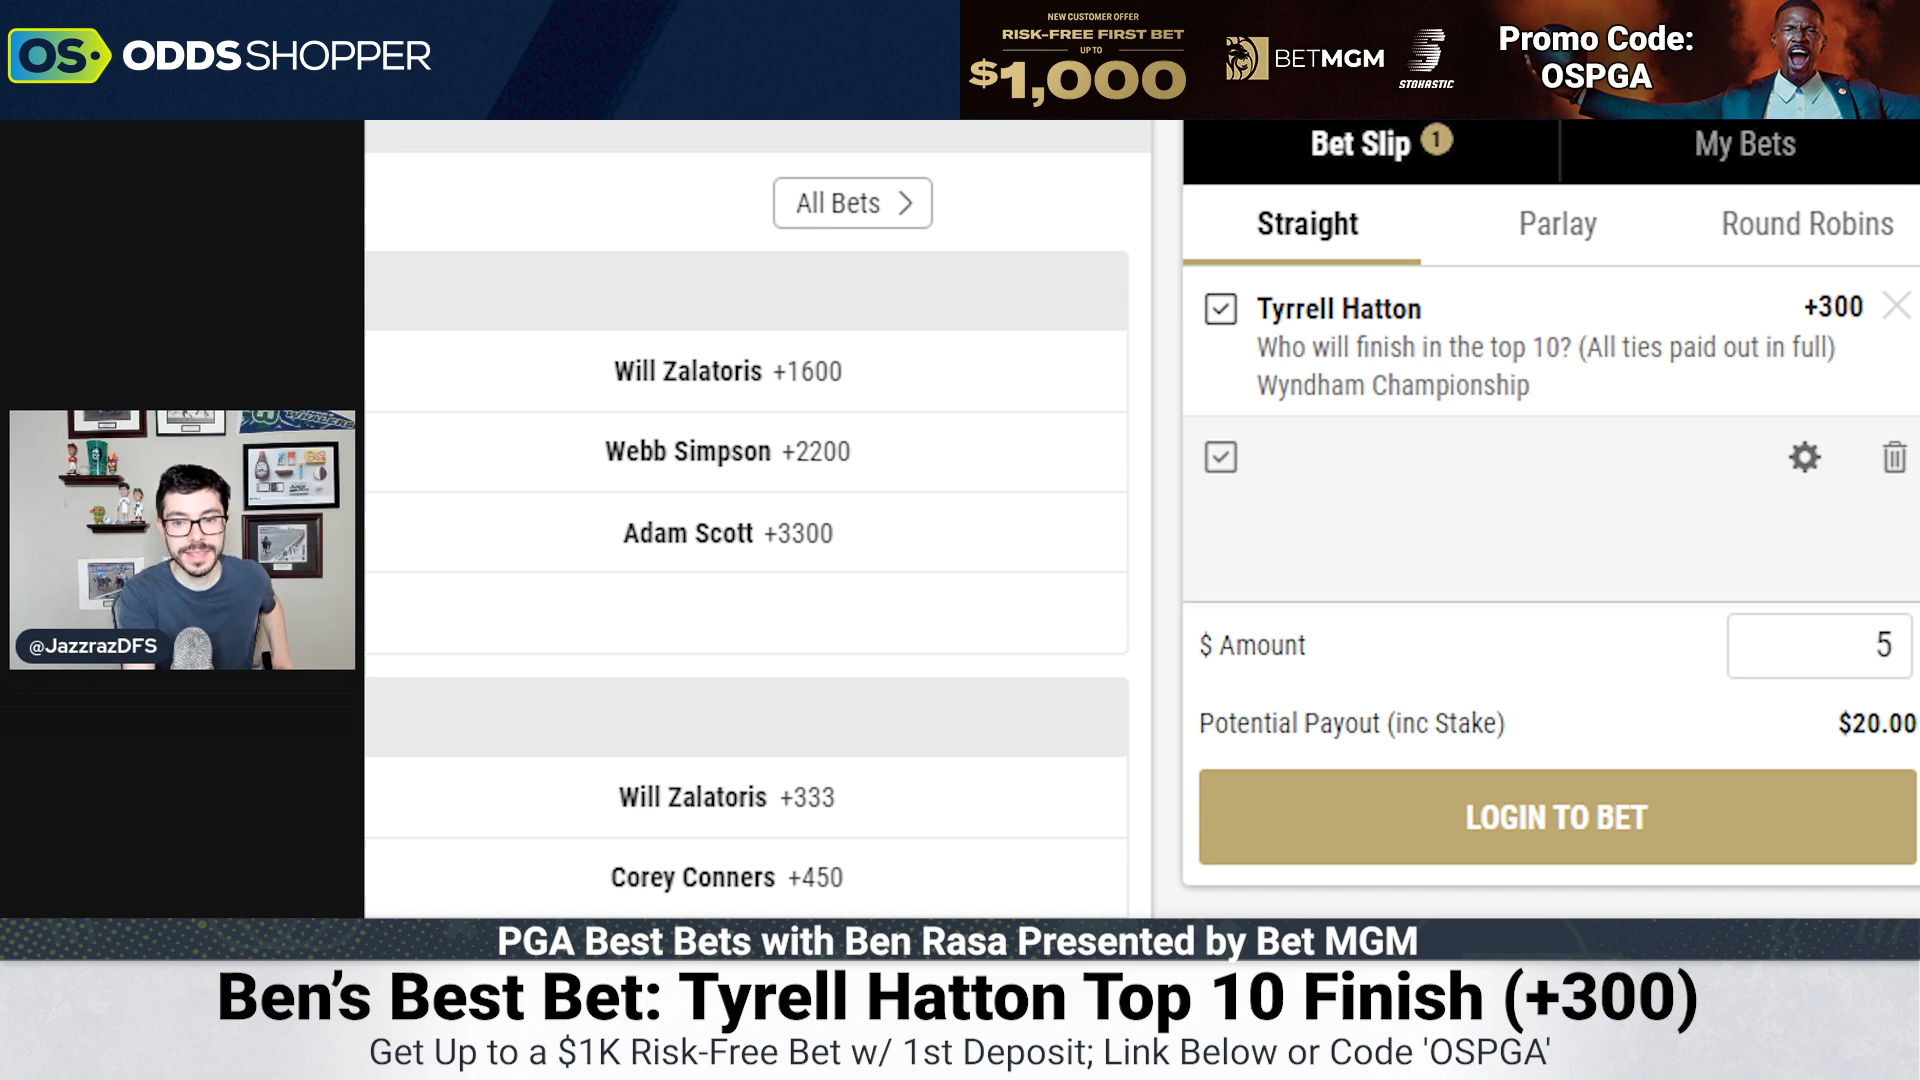 OS.
ODDSSHOPPER
NEW CUSTOMER OFFER
RISK-FREE FIRST BET
UP TO
$1,000
BETMGM
STOKASTIC
Promo Code:
OSPGA
All Bets
Will Zalatoris +1600
Webb Simpson +2200
Adam Scott +3300
Will Zalatoris +333
Corey Conners +450
Bet Slip 1
My Bets
Straight
Parlay
Round Robins
Tyrrell Hatton +300
Who will finish in the top 10? (All ties paid out in full)
Wyndham Championship
$ Amount 5
Potential Payout (inc Stake) $20.00
LOGIN TO BET
WHALERS
@JazzrazDFS
PGA Best Bets with Ben Rasa Presented by Bet MGM
Ben’s Best Bet: Tyrell Hatton Top 10 Finish (+300)
Get Up to a $1K Risk-Free Bet w/ 1st Deposit; Link Below or Code 'OSPGA'